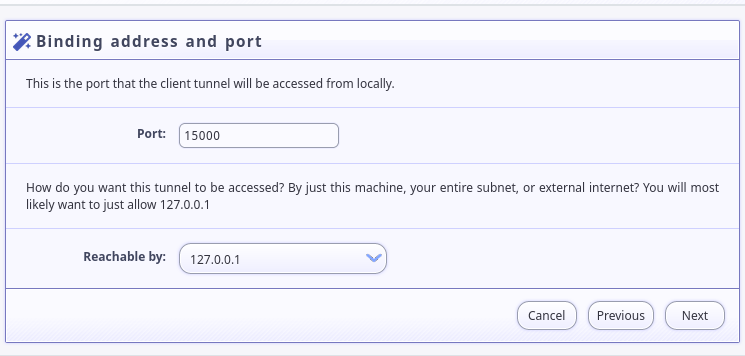 Binding address and port
This is the port that the client tunnel will be accessed from locally.
Port: 15000
How do you want this tunnel to be accessed? By just this machine, your entire subnet, or external internet? You will most
likely want to just allow 127.0.0.1
Reachable by: 127.0.0.1
Cancel Previous Next